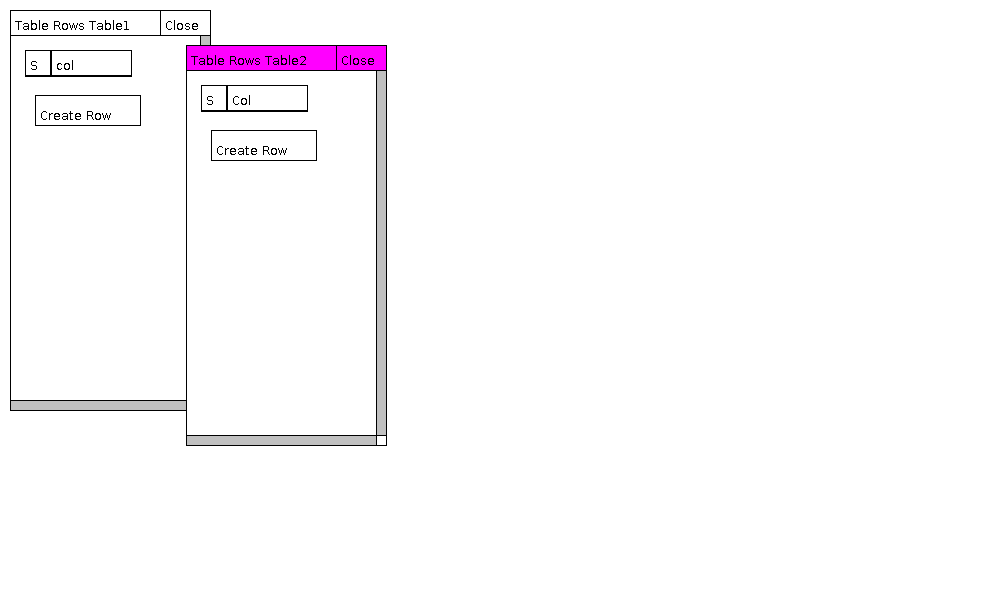 Table Rows Table1 Close
S col
Create Row
Table Rows Table2 Close
S Col
Create Row